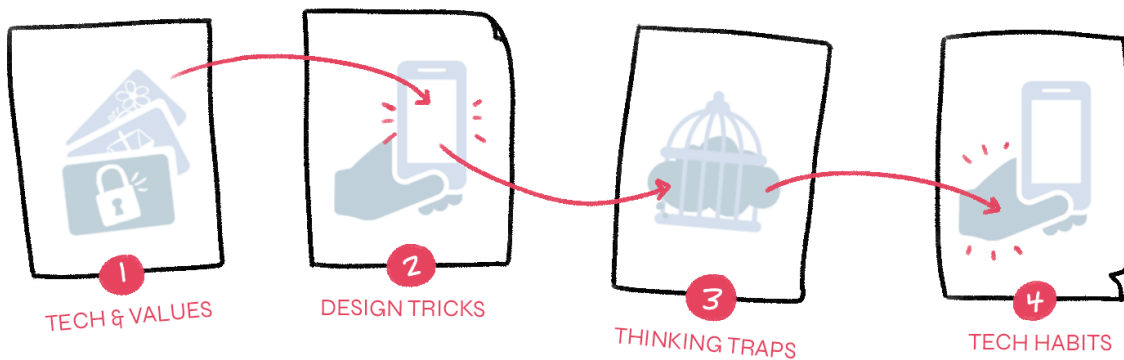 1
TECH & VALUES
2
DESIGN TRICKS
3
THINKING TRAPS
4
TECH HABITS